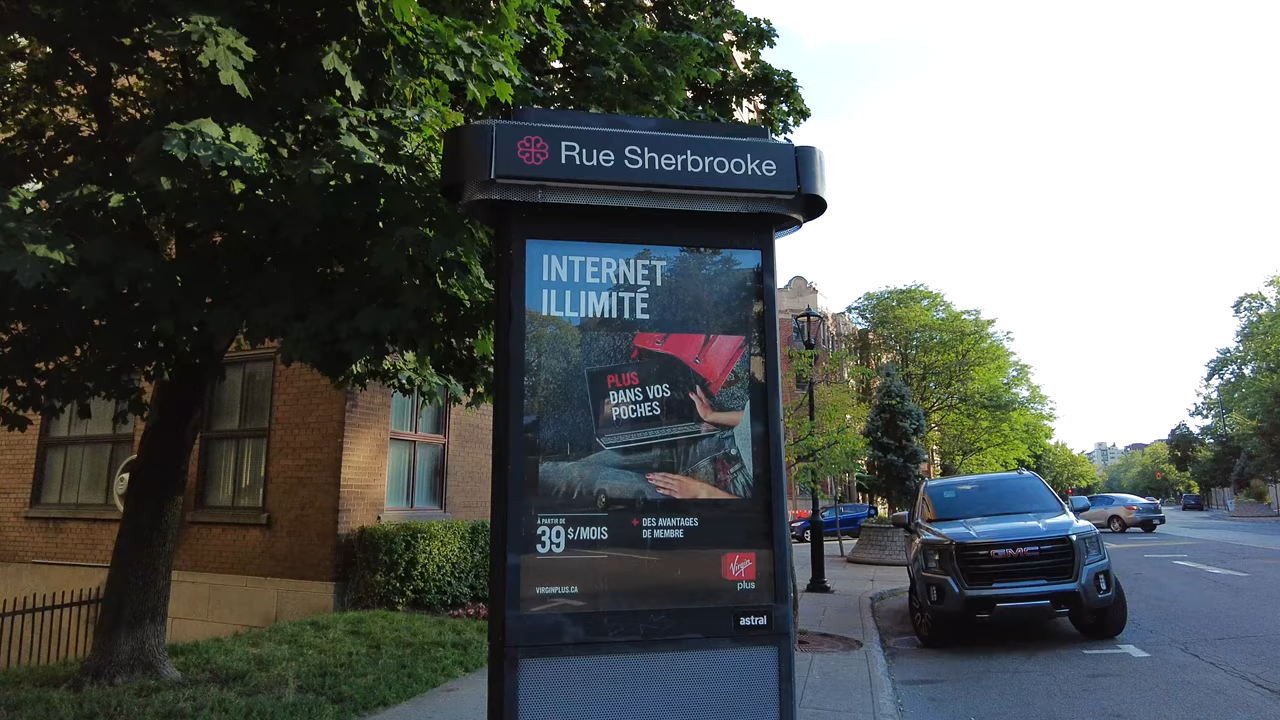 Rue Sherbrooke
INTERNET
ILLIMITÉ
PLUS
DANS VOS
POCHES
À PARTIR DE
39 $/MOIS
+ DES AVANTAGES
DE MEMBRE
Virgin
plus
VIRGINPLUS.CA
astral
GMC